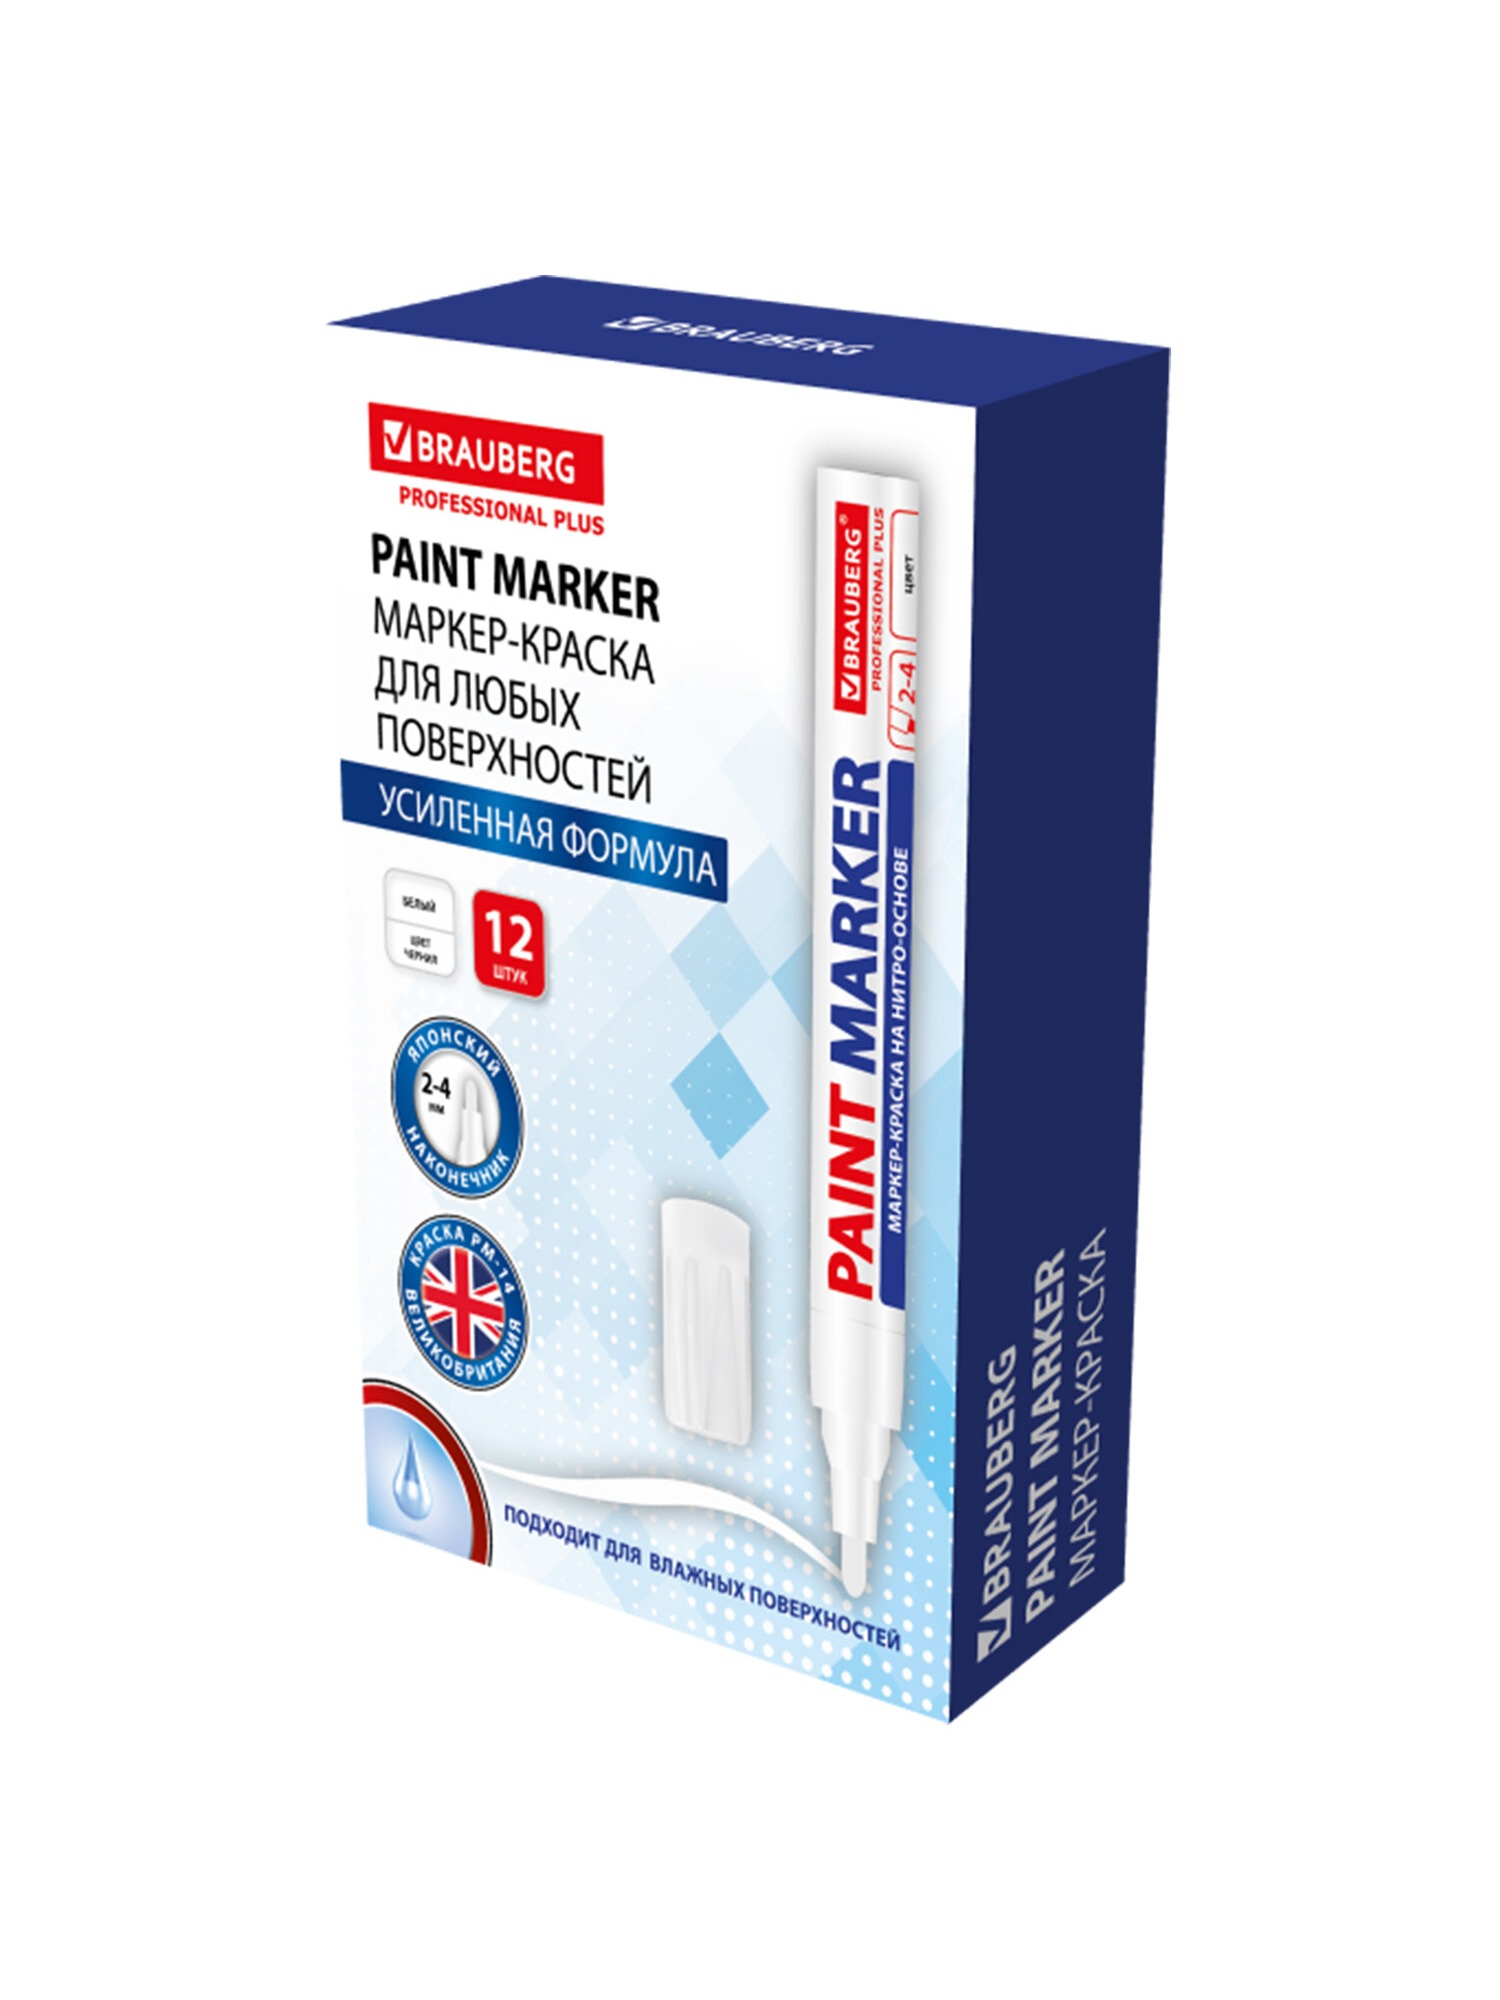 BRAUBERG
BRAUBERG
PROFESSIONAL PLUS
PAINT MARKER
МАРКЕР-КРАСКА
ДЛЯ ЛЮБЫХ
ПОВЕРХНОСТЕЙ
УСИЛЕННАЯ ФОРМУЛА
БЕЛЫЙ
ЦВЕТ
ЧЕРНИЛ
12
ШТУК
ЯПОНСКИЙ
2-4
мм
НАКОНЕЧНИК
КРАСКА PM-14
ВЕЛИКОБРИТАНИЯ
ПОДХОДИТ ДЛЯ ВЛАЖНЫХ ПОВЕРХНОСТЕЙ
BRAUBERG®
PROFESSIONAL PLUS
цвет
2-4
PAINT MARKER
МАРКЕР-КРАСКА НА НИТРО-ОСНОВЕ
BRAUBERG
PAINT MARKER
МАРКЕР-КРАСКА